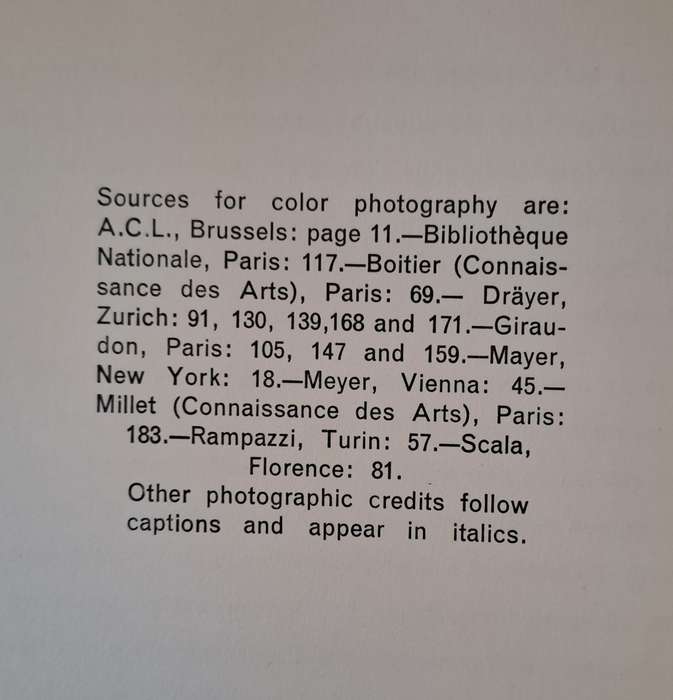 Sources for color photography are:
A.C.L., Brussels: page 11.—Bibliothèque
Nationale, Paris: 117.—Boitier (Connais-
sance des Arts), Paris: 69.— Dräyer,
Zurich: 91, 130, 139,168 and 171.—Girau-
don, Paris: 105, 147 and 159.—Mayer,
New York: 18.—Meyer, Vienna: 45.—
Millet (Connaissance des Arts), Paris:
183.—Rampazzi, Turin: 57.—Scala,
Florence: 81.
Other photographic credits follow
captions and appear in italics.